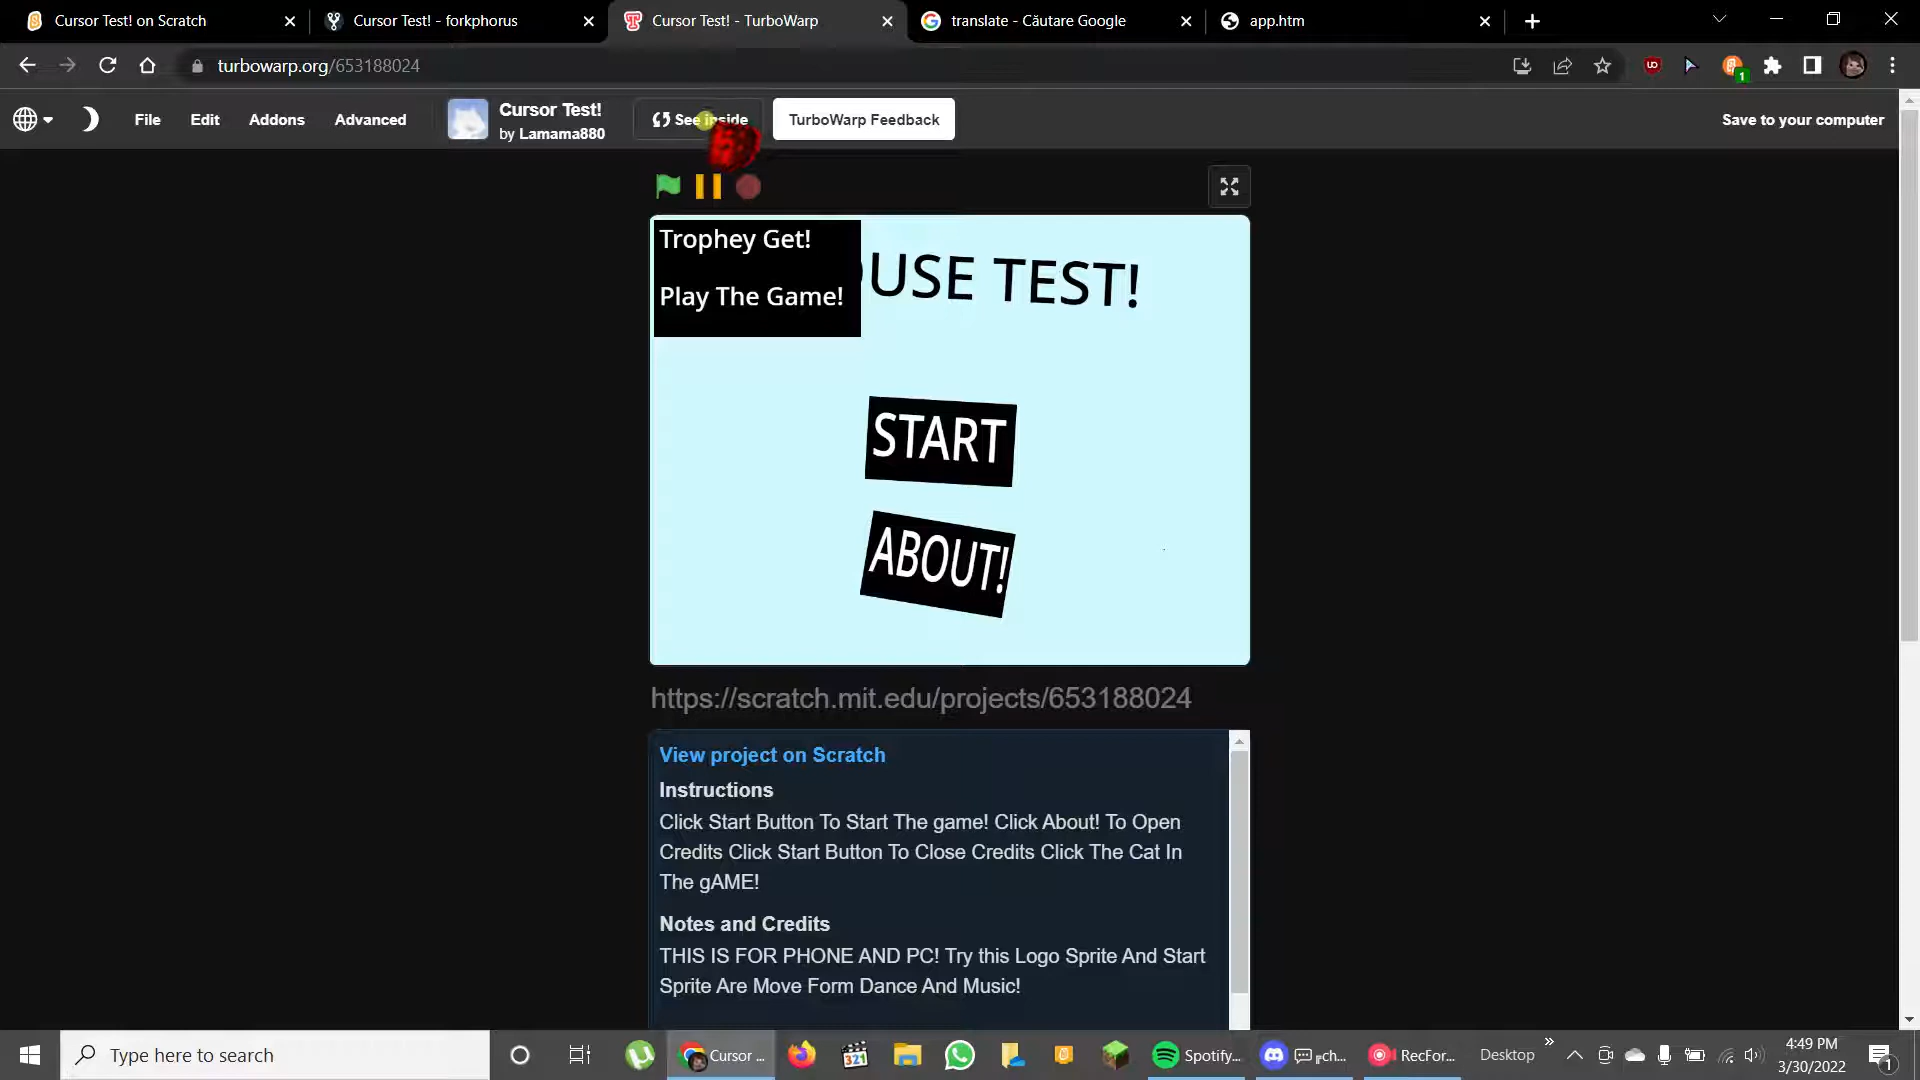 Cursor Test! on Scratch
Cursor Test! - forkphorus
Cursor Test! - TurboWarp
translate - Căutare Google
app.htm
turbowarp.org/653188024
1
File
Edit
Addons
Advanced
Cursor Test!
by Lamama880
See inside
TurboWarp Feedback
Save to your computer
Trophey Get!
Play The Game!
OUSE TEST!
START
ABOUT!
https://scratch.mit.edu/projects/653188024
View project on Scratch
Instructions
Click Start Button To Start The game! Click About! To Open
Credits Click Start Button To Close Credits Click The Cat In
The gAME!
Notes and Credits
THIS IS FOR PHONE AND PC! Try this Logo Sprite And Start
Sprite Are Move Form Dance And Music!
Type here to search
Cursor ...
321
Spotify...
RecFor...
Desktop
4:49 PM
3/30/2022
1